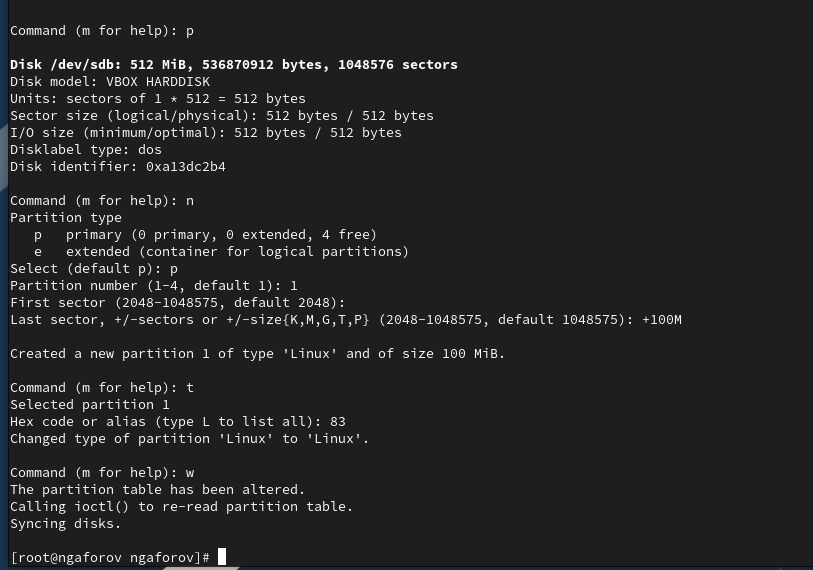 Command (m for help): p
Disk /dev/sdb: 512 MiB, 536870912 bytes, 1048576 sectors
Disk model: VBOX HARDDISK
Units: sectors of 1 * 512 = 512 bytes
Sector size (logical/physical): 512 bytes / 512 bytes
I/O size (minimum/optimal): 512 bytes / 512 bytes
Disklabel type: dos
Disk identifier: 0xa13dc2b4
Command (m for help): n
Partition type
   p   primary (0 primary, 0 extended, 4 free)
   e   extended (container for logical partitions)
Select (default p): p
Partition number (1-4, default 1): 1
First sector (2048-1048575, default 2048):
Last sector, +/-sectors or +/-size{K,M,G,T,P} (2048-1048575, default 1048575): +100M
Created a new partition 1 of type 'Linux' and of size 100 MiB.
Command (m for help): t
Selected partition 1
Hex code or alias (type L to list all): 83
Changed type of partition 'Linux' to 'Linux'.
Command (m for help): w
The partition table has been altered.
Calling ioctl() to re-read partition table.
Syncing disks.
[root@ngaforov ngaforov]#